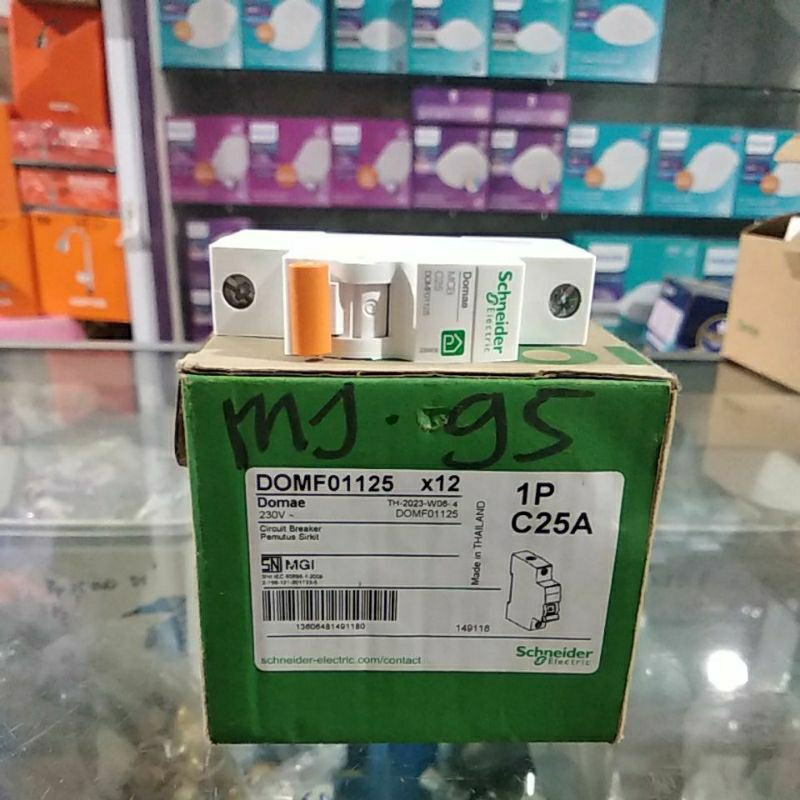 Schneider
Electric
Domae
MCB
C25
DOMF01125
MJ. 95
DOMF01125 x12
Domae
TH-2023-W06-4
230V ~
DOMF01125
Circuit Breaker
Pemutus Sirkit
SNI MGI
Made in THAILAND
13606481491180
149116
schneider-electric.com/contact
1P
C25A
Schneider
Electric